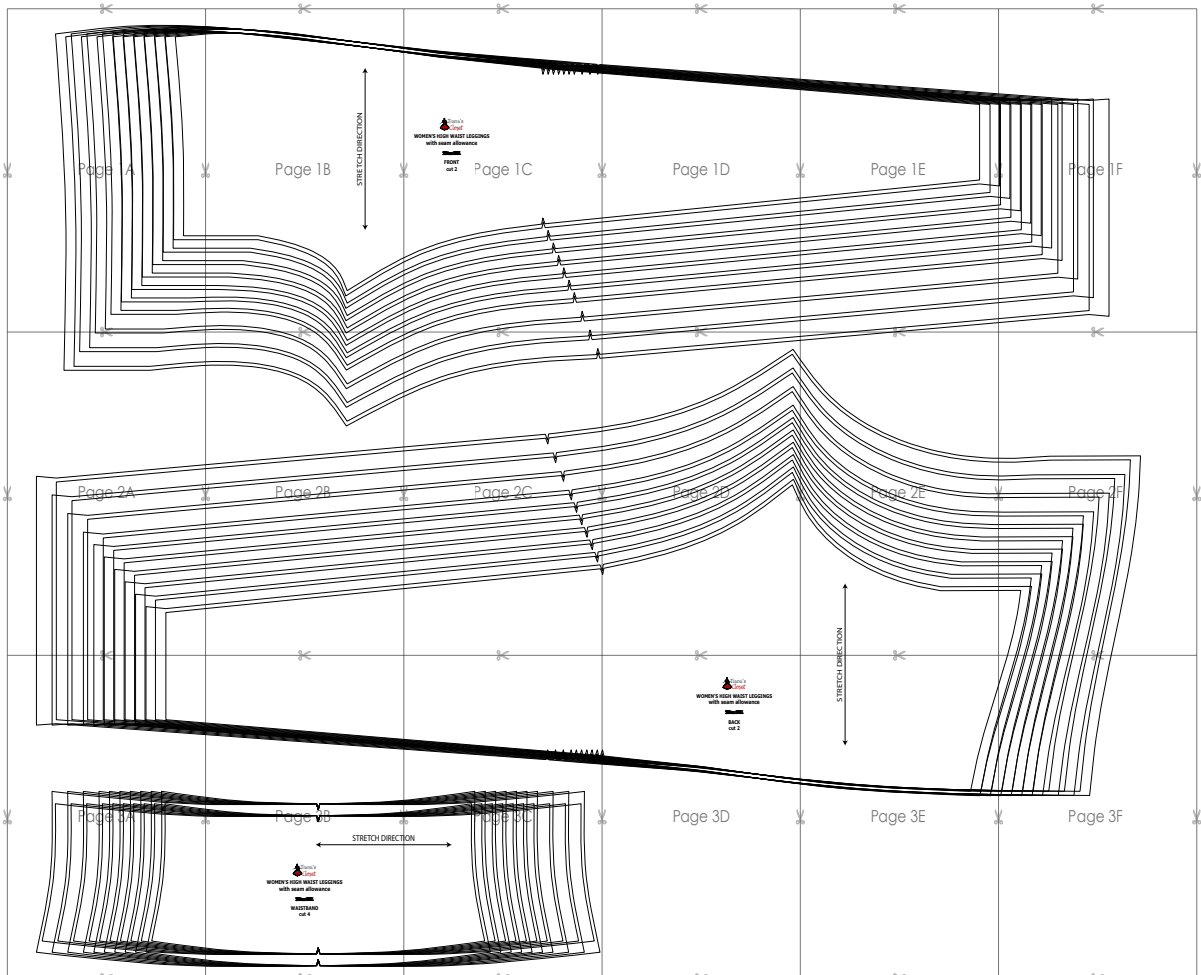 Page 1A
Page 1B
Page 1C
Page 1D
Page 1E
Page 1F
STRETCH DIRECTION
Closet
WOMEN'S HIGH WAIST LEGGINGS
with seam allowance
FRONT
cut 2
Page 2A
Page 2B
Page 2C
Page 2D
Page 2E
Page 2F
STRETCH DIRECTION
Closet
WOMEN'S HIGH WAIST LEGGINGS
with seam allowance
BACK
cut 2
Page 3A
Page 3B
Page 3C
Page 3D
Page 3E
Page 3F
STRETCH DIRECTION
Closet
WOMEN'S HIGH WAIST LEGGINGS
with seam allowance
WAISTBAND
cut 4